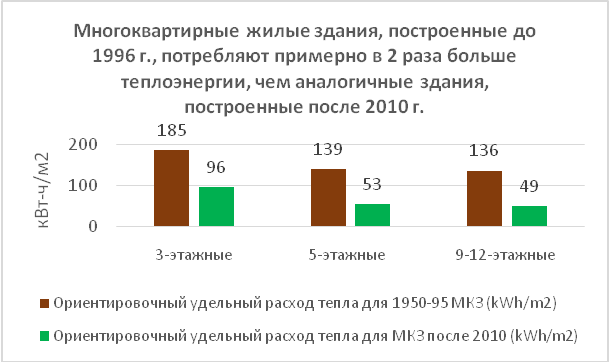 Многоквартирные жилые здания, построенные до
1996 г., потребляют примерно в 2 раза больше
теплоэнергии, чем аналогичные здания,
построенные после 2010 г.
кВт-ч/м2
200
100
0
185
96
139
53
136
49
3-этажные
5-этажные
9-12-этажные
Ориентировочный удельный расход тепла для 1950-95 МКЗ (kWh/m2)
Ориентировочный удельный расход тепла для МКЗ после 2010 (kWh/m2)